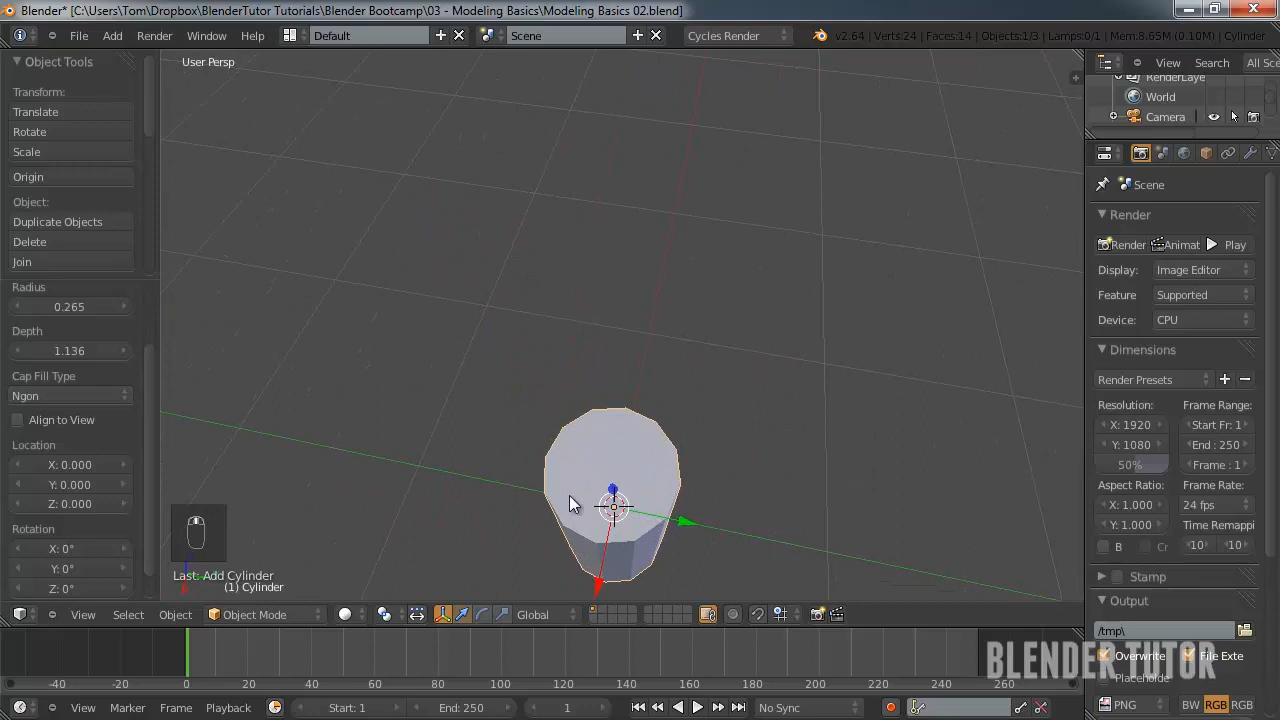 Blender* [C:\Users\Tom\Dropbox\BlenderTutor Tutorials\Blender Bootcamp\03 - Modeling Basics\Modeling Basics 02.blend]
File Add Render Window Help Default Scene Cycles Render v2.64 | Verts:24 | Faces:14 | Objects:1/3 | Lamps:0/1 | Mem:8.65M (0.10M) | Cylinder
Object Tools
Transform:
Translate
Rotate
Scale
Origin
Object:
Duplicate Objects
Delete
Join
Radius
0.265
Depth
1.136
Cap Fill Type
Ngon
Align to View
Location
X: 0.000
Y: 0.000
Z: 0.000
Rotation
X: 0°
Y: 0°
Z: 0°
User Persp
Last: Add Cylinder
(1) Cylinder
View Select Object Object Mode Global
View Search All Sce
RenderLaye
World
Camera
Scene
Render
Render Animat Play
Display: Image Editor
Feature Supported
Device: CPU
Dimensions
Render Presets
Resolution: Frame Range:
X: 1920 Start Fr: 1
Y: 1080 End : 250
50% Frame : 1
Aspect Ratio: Frame Rate:
X: 1.000 24 fps
Y: 1.000 Time Remappi
B Cr 10 10
Stamp
Output
/tmp\
Overwrite File Exte
Placeholde
PNG BW RGB RGB
BLENDER TUTOR
-40 -20 0 20 40 60 80 100 120 140 160 180 200 220 240 260
View Marker Frame Playback Start: 1 End: 250 1 No Sync